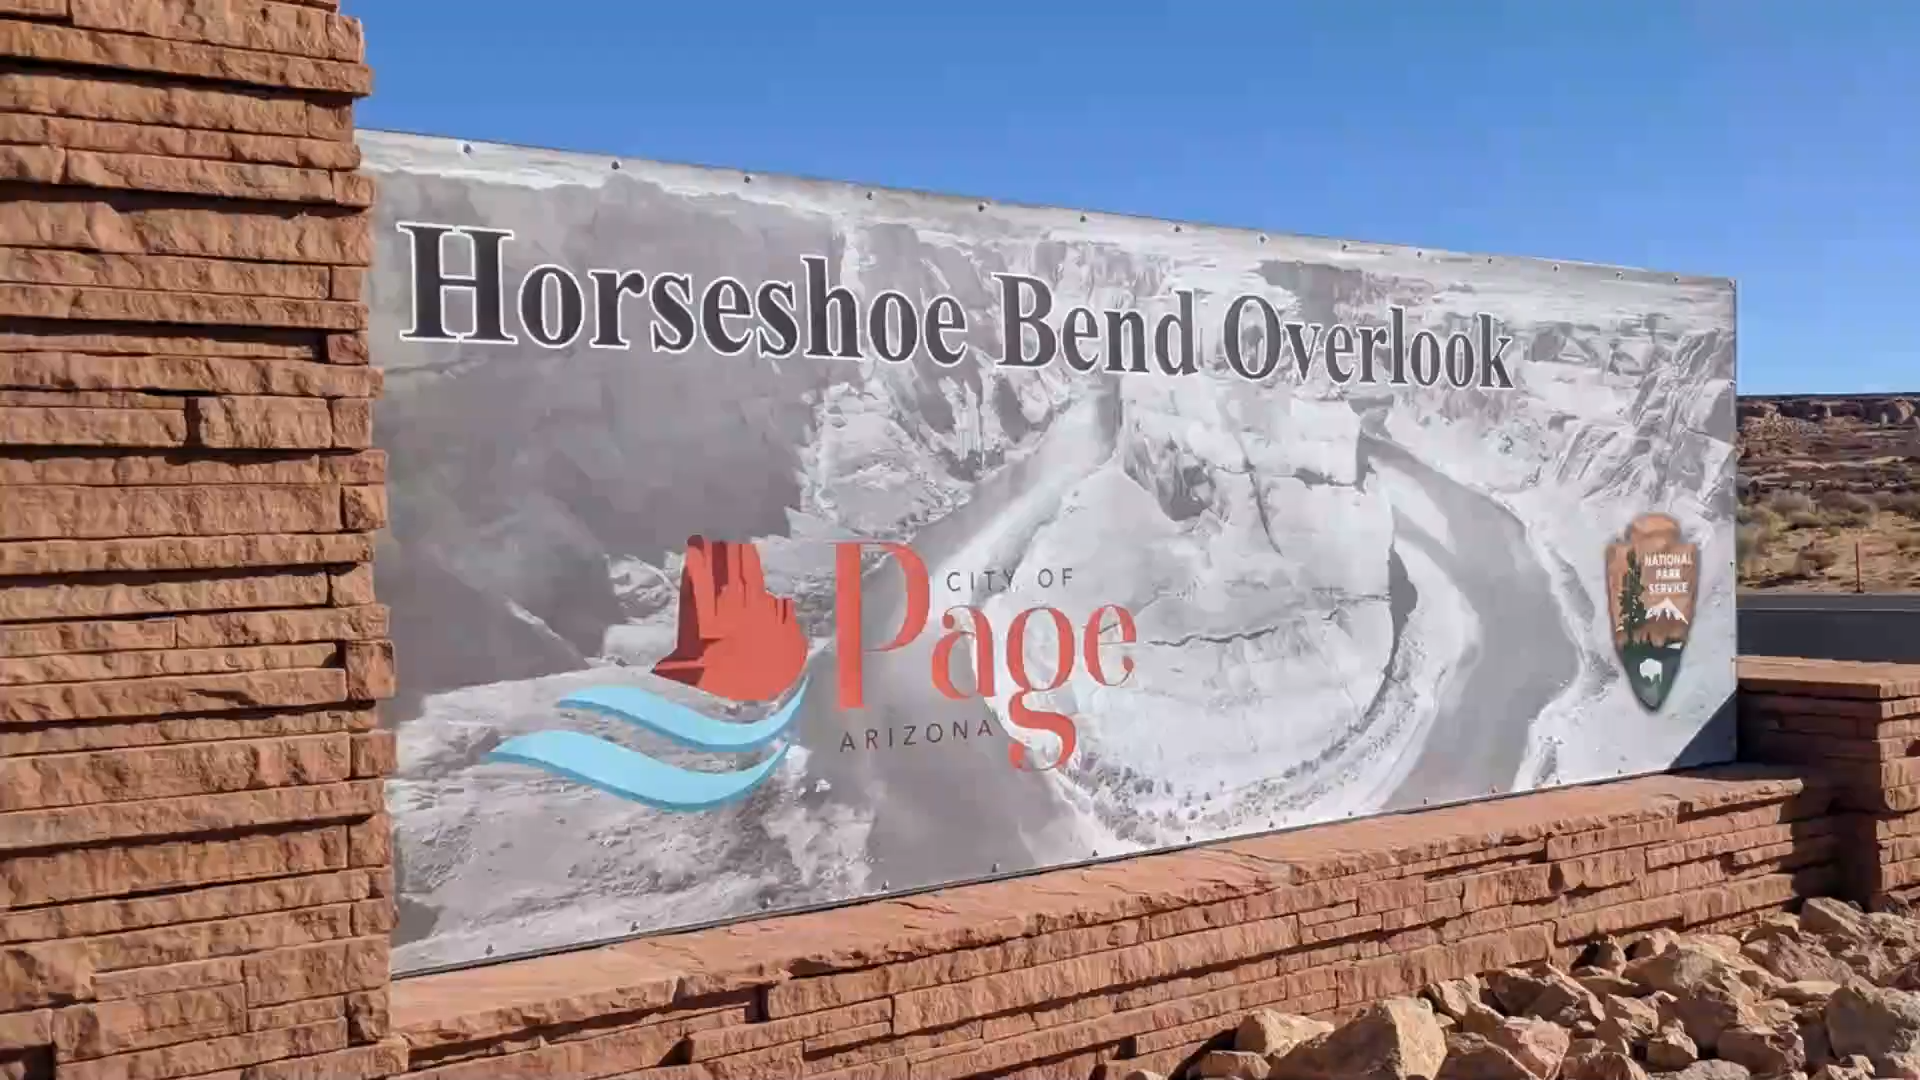 Horseshoe Bend Overlook
CITY OF
Page
ARIZONA
NATIONAL
PARK
SERVICE